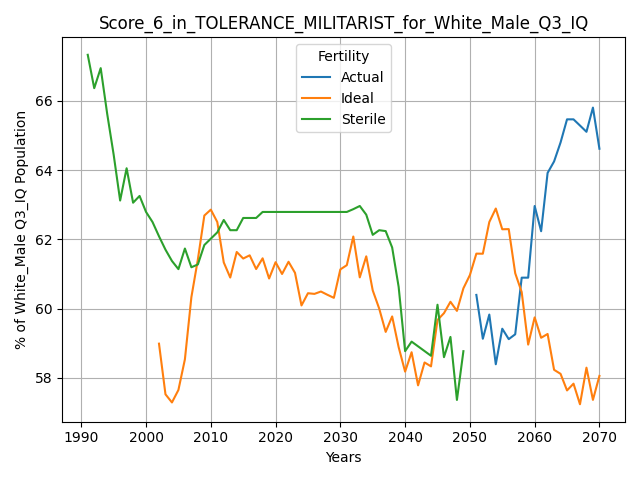 Score_6_in_TOLERANCE_MILITARIST_for_White_Male_Q3_IQ
Fertility
Actual
Ideal
Sterile
% of White_Male Q3_IQ Population
66
64
62
60
58
1990 2000 2010 2020 2030 2040 2050 2060 2070
Years